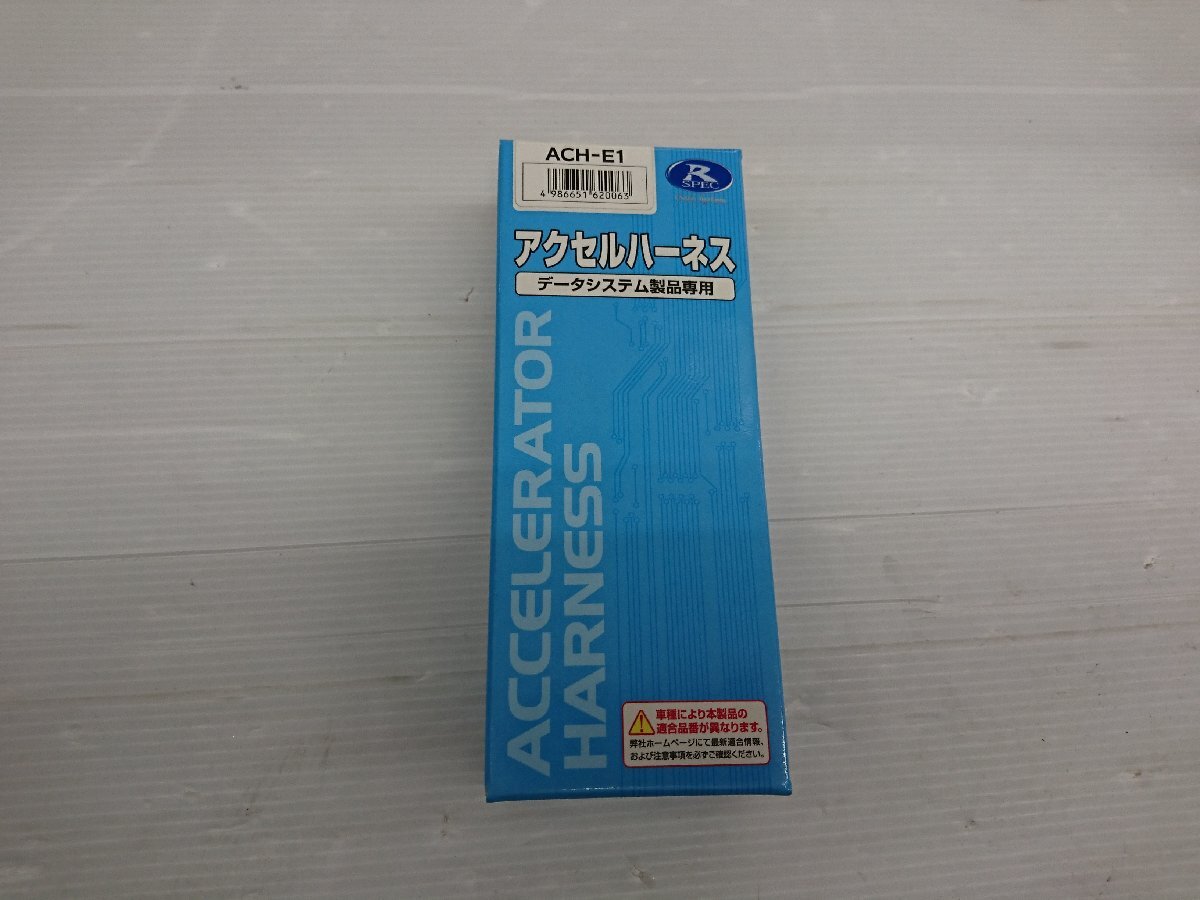 ACH-E1
4 986651 620063
R
SPEC
アクセルハーネス
データシステム製品専用
ACCELERATOR
HARNESS
車種により本製品の
適合品番が異なります。
弊社ホームページにて最新適合情報、
および注意事項を必ずご確認ください。